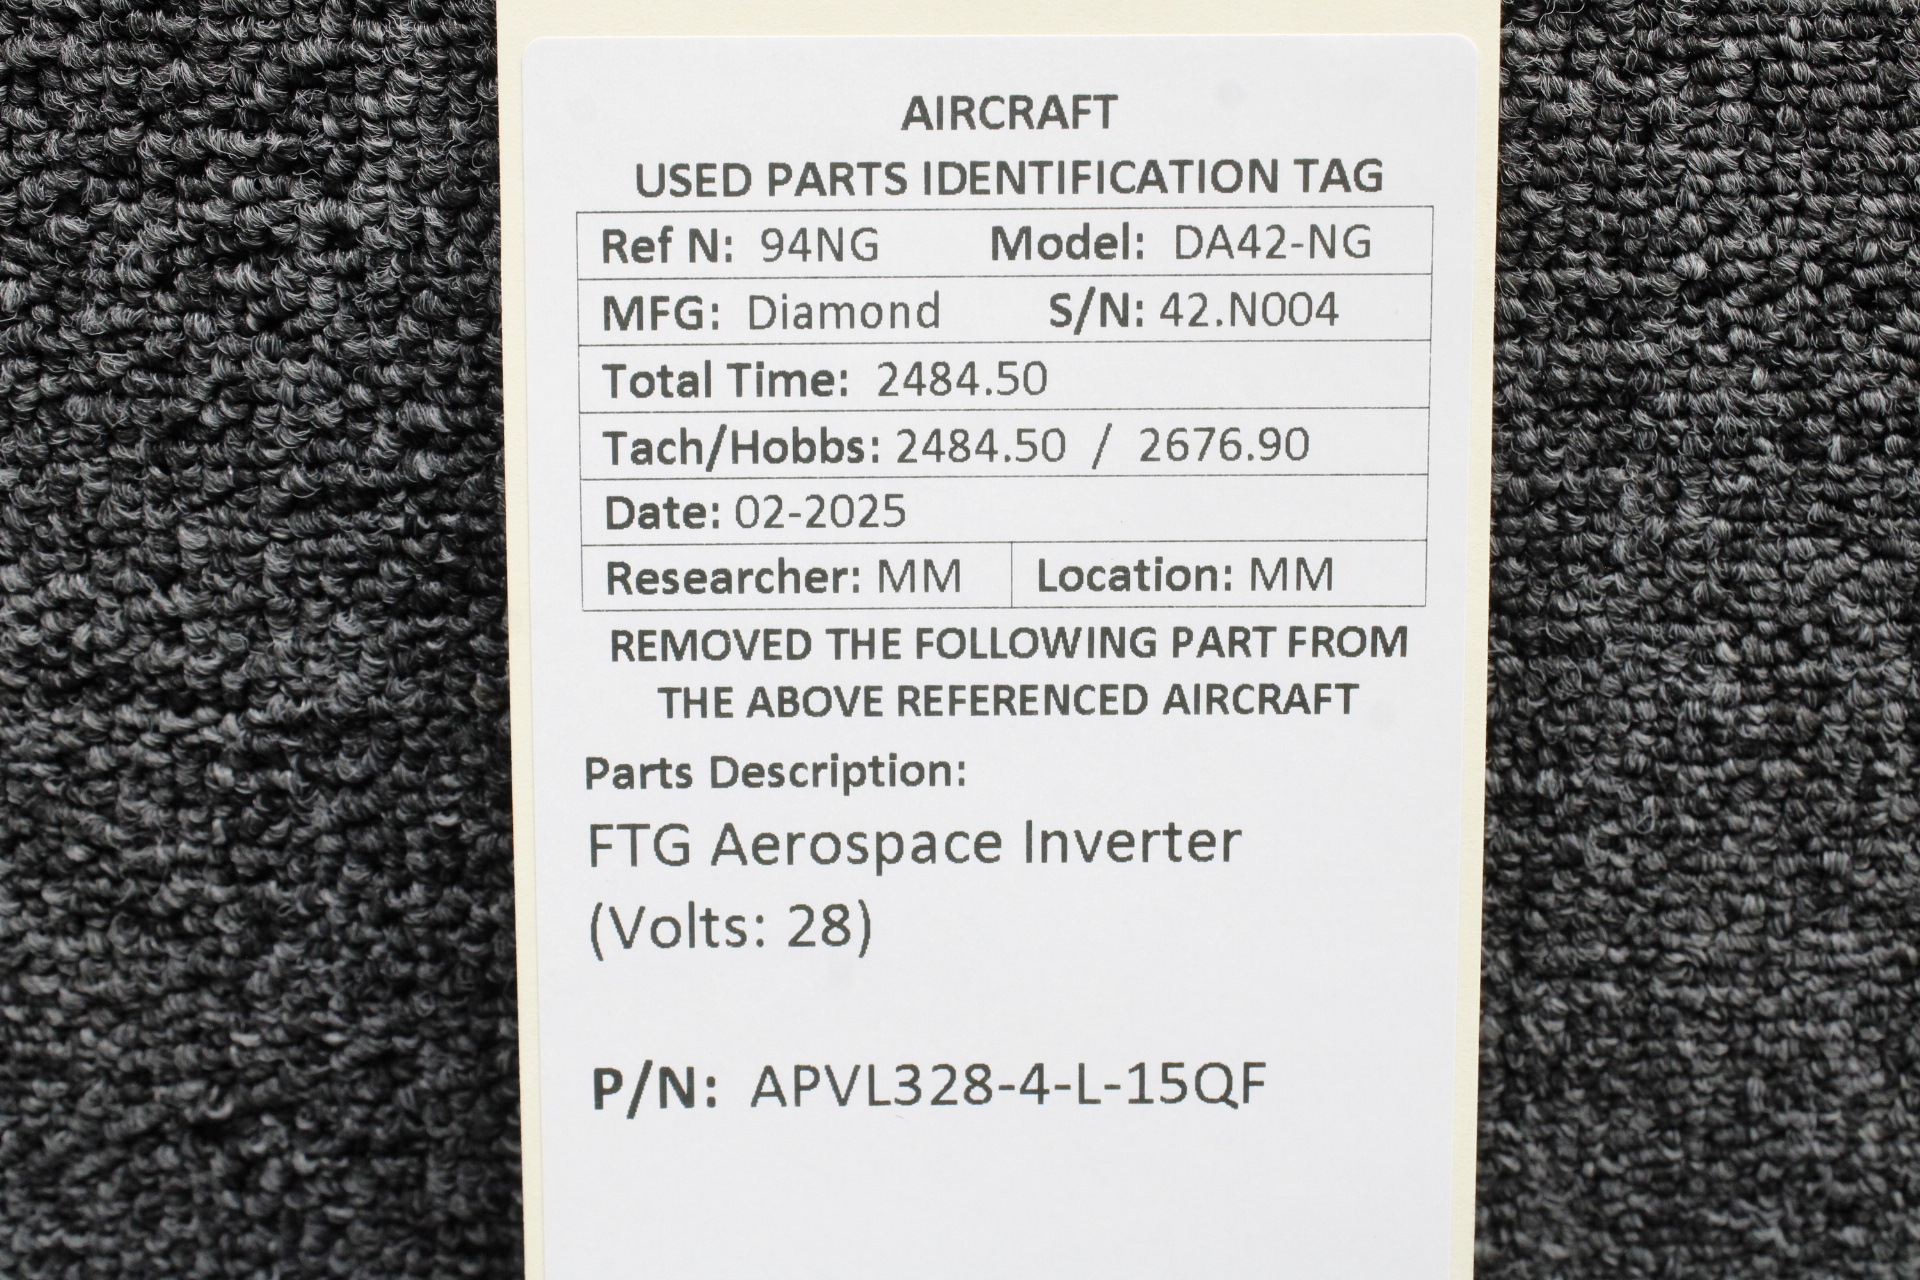 AIRCRAFT
USED PARTS IDENTIFICATION TAG
Ref N: 94NG Model: DA42-NG
MFG: Diamond S/N: 42.N004
Total Time: 2484.50
Tach/Hobbs: 2484.50 / 2676.90
Date: 02-2025
Researcher: MM Location: MM
REMOVED THE FOLLOWING PART FROM
THE ABOVE REFERENCED AIRCRAFT
Parts Description:
FTG Aerospace Inverter
(Volts: 28)
P/N: APVL328-4-L-15QF